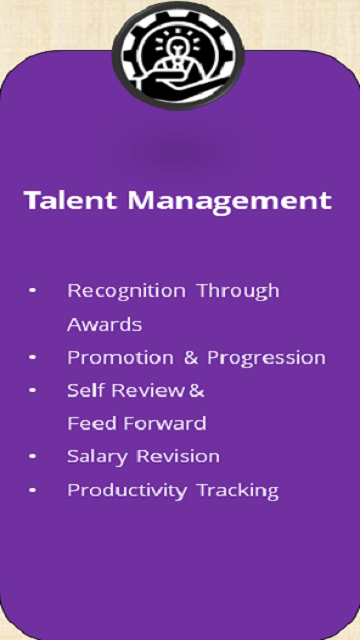 Talent Management
• Recognition Through
Awards
• Promotion & Progression
• Self Review &
Feed Forward
• Salary Revision
• Productivity Tracking